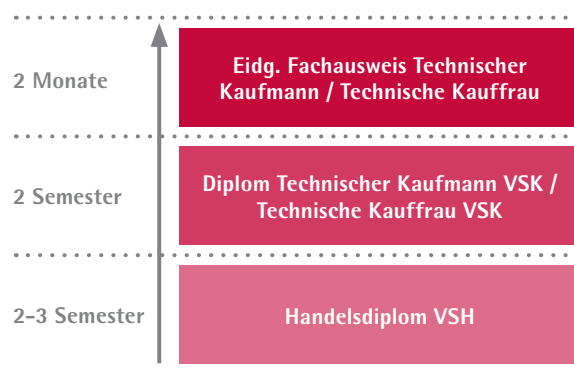 2 Monate
Eidg. Fachausweis Technischer
Kaufmann / Technische Kauffrau
2 Semester
Diplom Technischer Kaufmann VSK /
Technische Kauffrau VSK
2-3 Semester
Handelsdiplom VSH